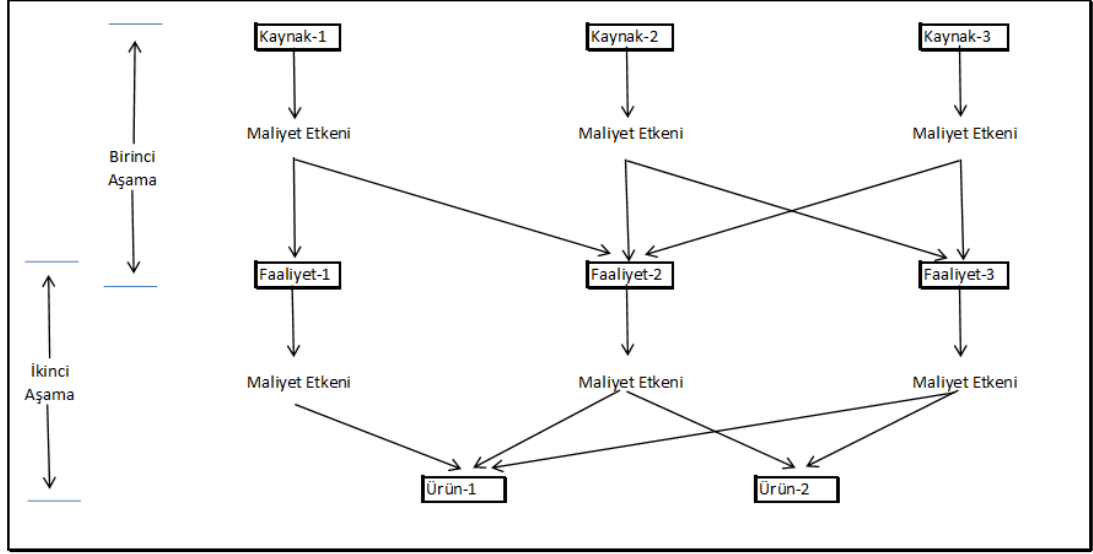 Kaynak-1
Kaynak-2
Kaynak-3
Maliyet Etkeni
Maliyet Etkeni
Maliyet Etkeni
Birinci
Aşama
Faaliyet-1
Faaliyet-2
Faaliyet-3
İkinci
Aşama
Maliyet Etkeni
Maliyet Etkeni
Maliyet Etkeni
Ürün-1
Ürün-2